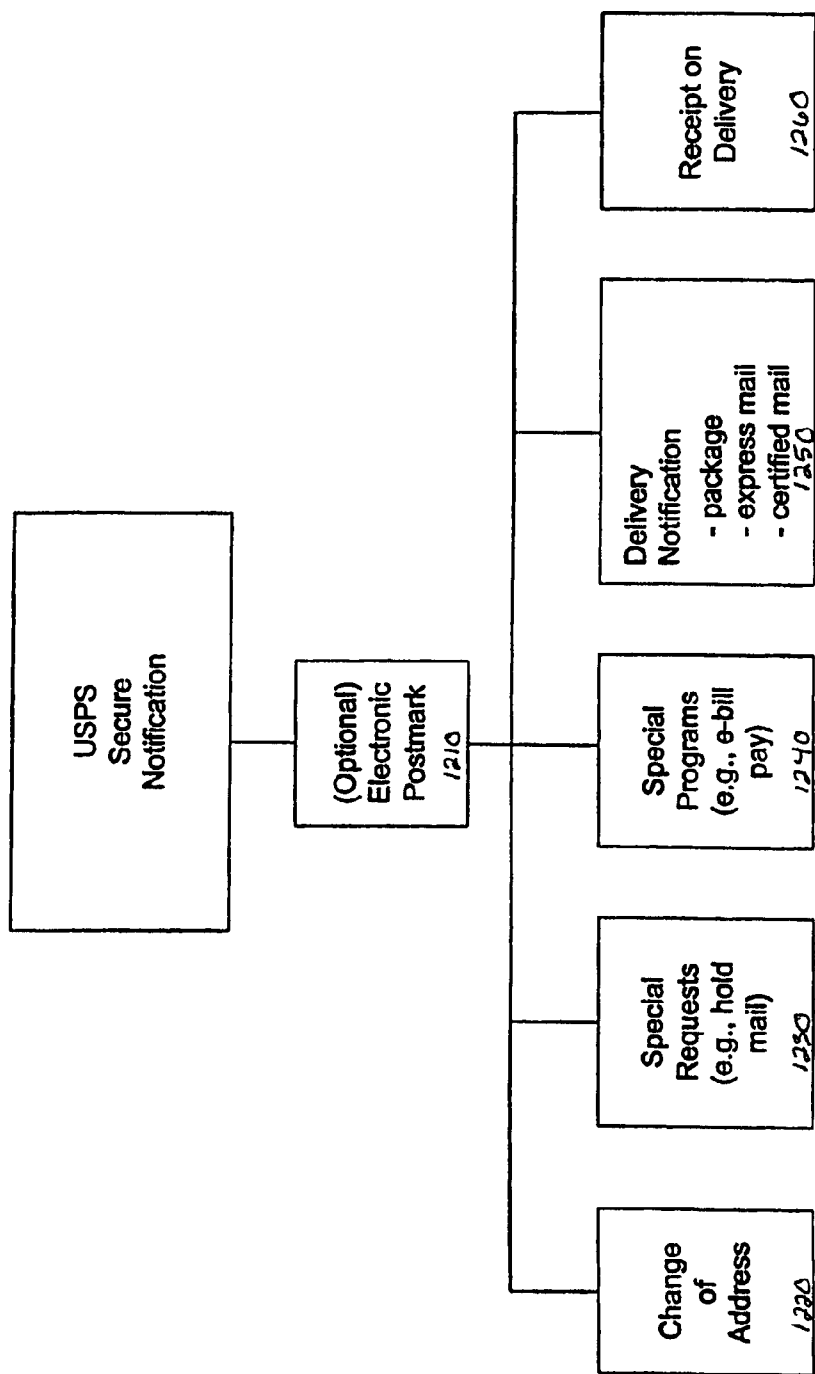 USPS
Secure
Notification
(Optional)
Electronic
Postmark
1210
Change
of
Address
1220
Special
Requests
(e.g., hold
mail)
1230
Special
Programs
(e.g., e-bill
pay)
1240
Delivery
Notification
- package
- express mail
- certified mail
1250
Receipt on
Delivery
1260